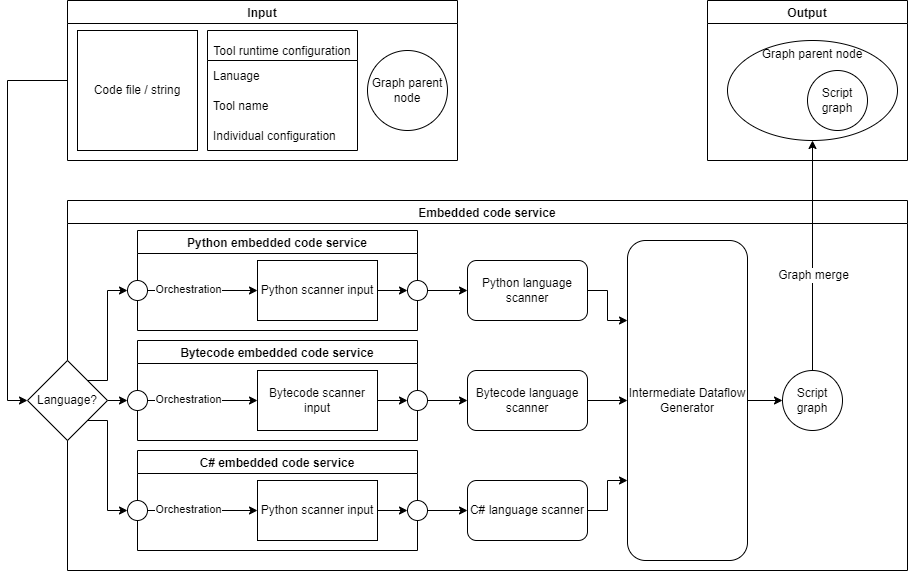 Input
Code file / string
Tool runtime configuration
Lanuage
Tool name
Individual configuration
Graph parent
node
Output
Graph parent node
Script
graph
Embedded code service
Python embedded code service
Orchestration
Python scanner input
Python language
scanner
Graph merge
Bytecode embedded code service
Language?
Orchestration
Bytecode scanner
input
Bytecode language
scanner
Intermediate Dataflow
Generator
Script
graph
C# embedded code service
Orchestration
Python scanner input
C# language scanner